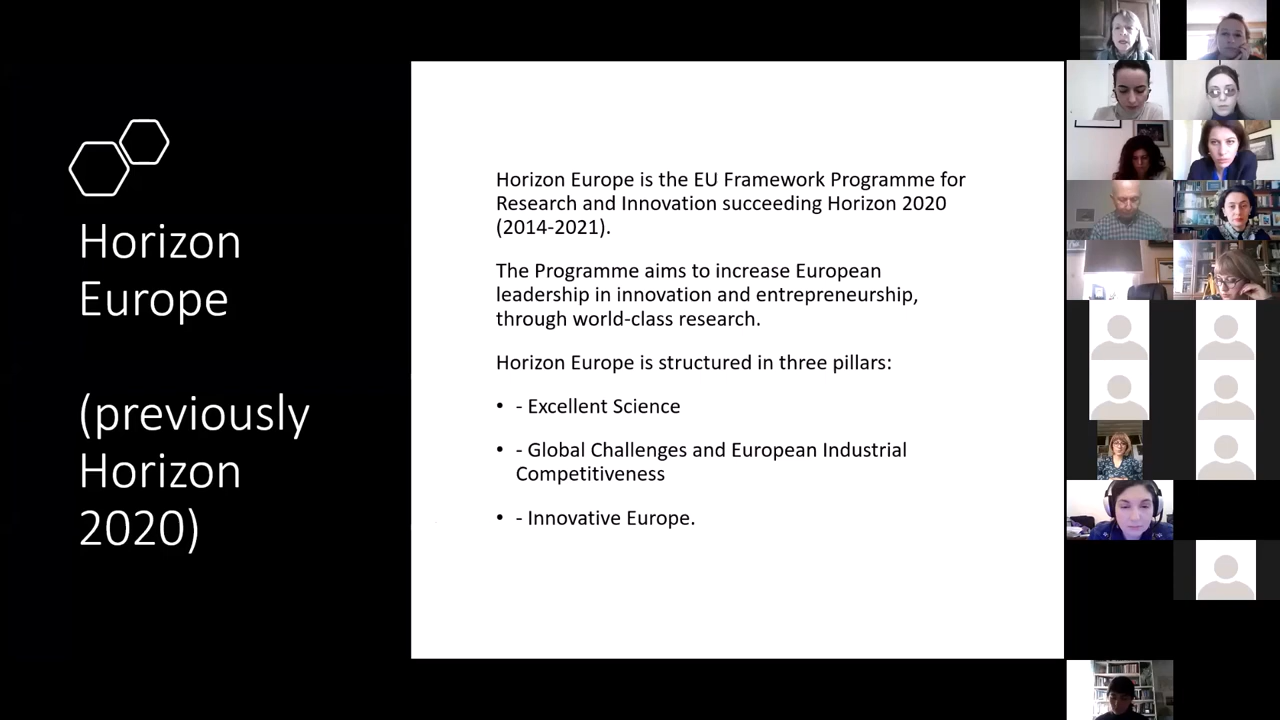 Horizon
Europe
(previously
Horizon
2020)
Horizon Europe is the EU Framework Programme for
Research and Innovation succeeding Horizon 2020
(2014-2021).
The Programme aims to increase European
leadership in innovation and entrepreneurship,
through world-class research.
Horizon Europe is structured in three pillars:
• - Excellent Science
• - Global Challenges and European Industrial
Competitiveness
• - Innovative Europe.